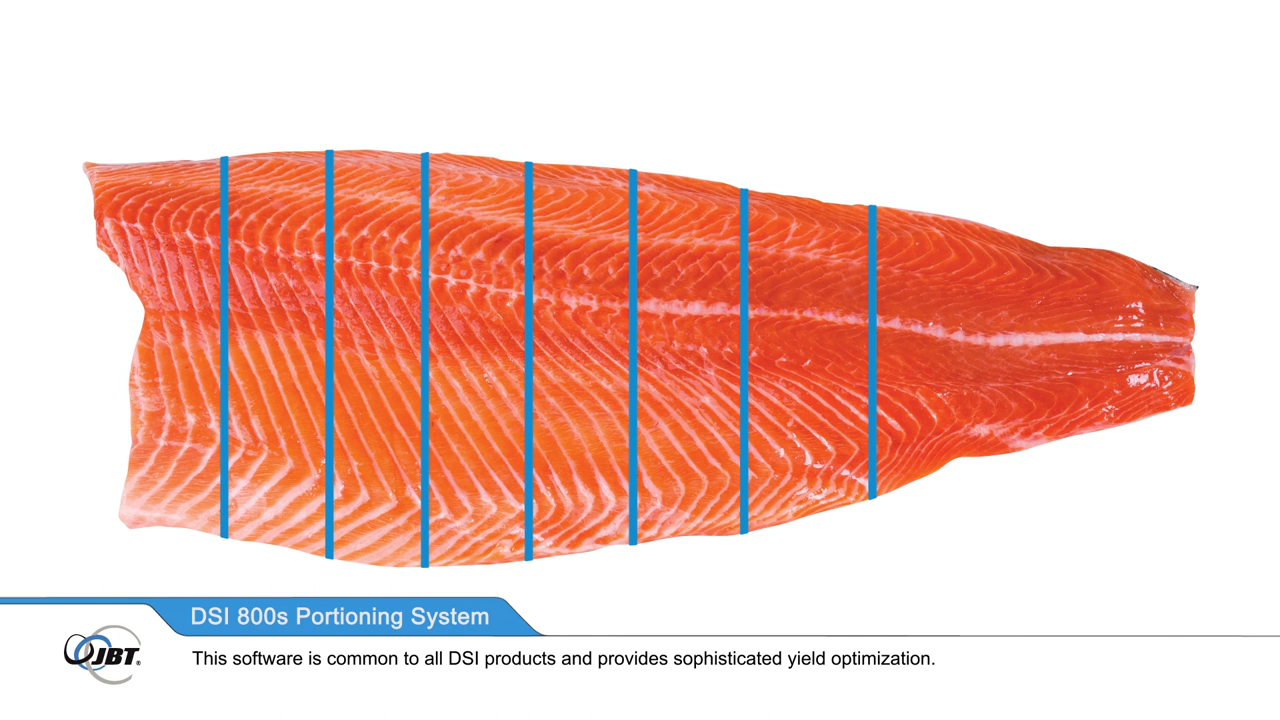 DSI 800s Portioning System
JBT®
This software is common to all DSI products and provides sophisticated yield optimization.